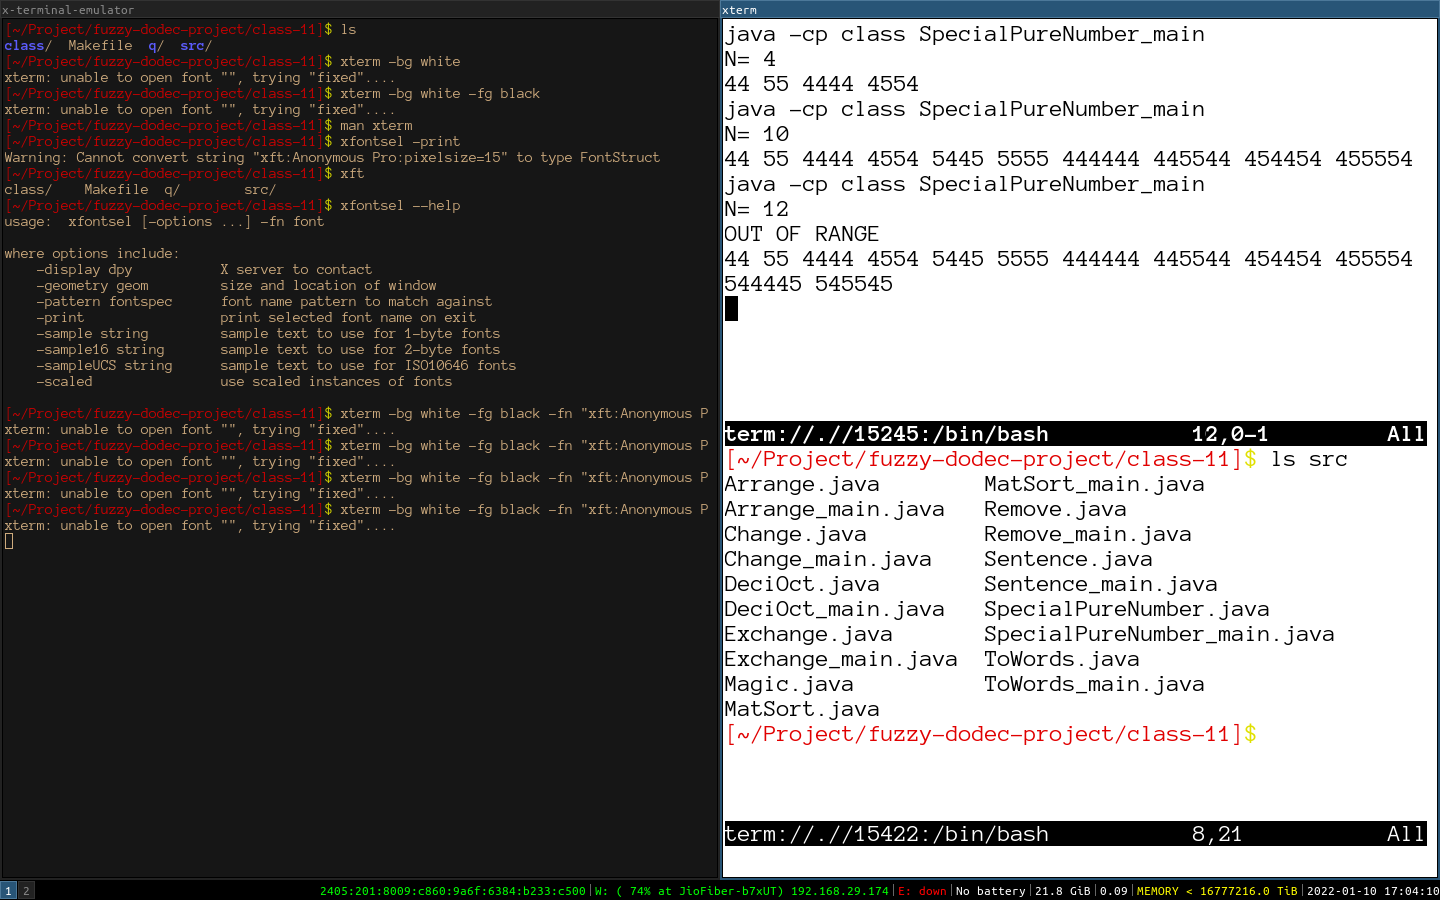 x-terminal-emulator
[~/Project/fuzzy-dodec-project/class-11]$ ls
class/  Makefile  q/  src/
[~/Project/fuzzy-dodec-project/class-11]$ xterm -bg white
xterm: unable to open font "", trying "fixed"....
[~/Project/fuzzy-dodec-project/class-11]$ xterm -bg white -fg black
xterm: unable to open font "", trying "fixed"....
[~/Project/fuzzy-dodec-project/class-11]$ man xterm
[~/Project/fuzzy-dodec-project/class-11]$ xfontsel -print
Warning: Cannot convert string "xft:Anonymous Pro:pixelsize=15" to type FontStruct
[~/Project/fuzzy-dodec-project/class-11]$ xft
class/    Makefile  q/        src/
[~/Project/fuzzy-dodec-project/class-11]$ xfontsel --help
usage:  xfontsel [-options ...] -fn font
where options include:
    -display dpy           X server to contact
    -geometry geom         size and location of window
    -pattern fontspec      font name pattern to match against
    -print                 print selected font name on exit
    -sample string         sample text to use for 1-byte fonts
    -sample16 string       sample text to use for 2-byte fonts
    -sampleUCS string      sample text to use for ISO10646 fonts
    -scaled                use scaled instances of fonts
[~/Project/fuzzy-dodec-project/class-11]$ xterm -bg white -fg black -fn "xft:Anonymous P
xterm: unable to open font "", trying "fixed"....
[~/Project/fuzzy-dodec-project/class-11]$ xterm -bg white -fg black -fn "xft:Anonymous P
xterm: unable to open font "", trying "fixed"....
[~/Project/fuzzy-dodec-project/class-11]$ xterm -bg white -fg black -fn "xft:Anonymous P
xterm: unable to open font "", trying "fixed"....
[~/Project/fuzzy-dodec-project/class-11]$ xterm -bg white -fg black -fn "xft:Anonymous P
xterm: unable to open font "", trying "fixed"....
xterm
java -cp class SpecialPureNumber_main
N= 4
44 55 4444 4554
java -cp class SpecialPureNumber_main
N= 10
44 55 4444 4554 5445 5555 444444 445544 454454 455554
java -cp class SpecialPureNumber_main
N= 12
OUT OF RANGE
44 55 4444 4554 5445 5555 444444 445544 454454 455554
544445 545545
term://.//15245:/bin/bash           12,0-1         All
[~/Project/fuzzy-dodec-project/class-11]$ ls src
Arrange.java        MatSort_main.java
Arrange_main.java   Remove.java
Change.java         Remove_main.java
Change_main.java    Sentence.java
DeciOct.java        Sentence_main.java
DeciOct_main.java   SpecialPureNumber.java
Exchange.java       SpecialPureNumber_main.java
Exchange_main.java  ToWords.java
Magic.java          ToWords_main.java
MatSort.java
[~/Project/fuzzy-dodec-project/class-11]$
term://.//15422:/bin/bash           8,21           All
1 2 2405:201:8009:c860:9a6f:6384:b233:c500|W: ( 74% at JioFiber-b7xUT) 192.168.29.174|E: down|No battery|21.8 GiB|0.09|MEMORY < 16777216.0 TiB|2022-01-10 17:04:10